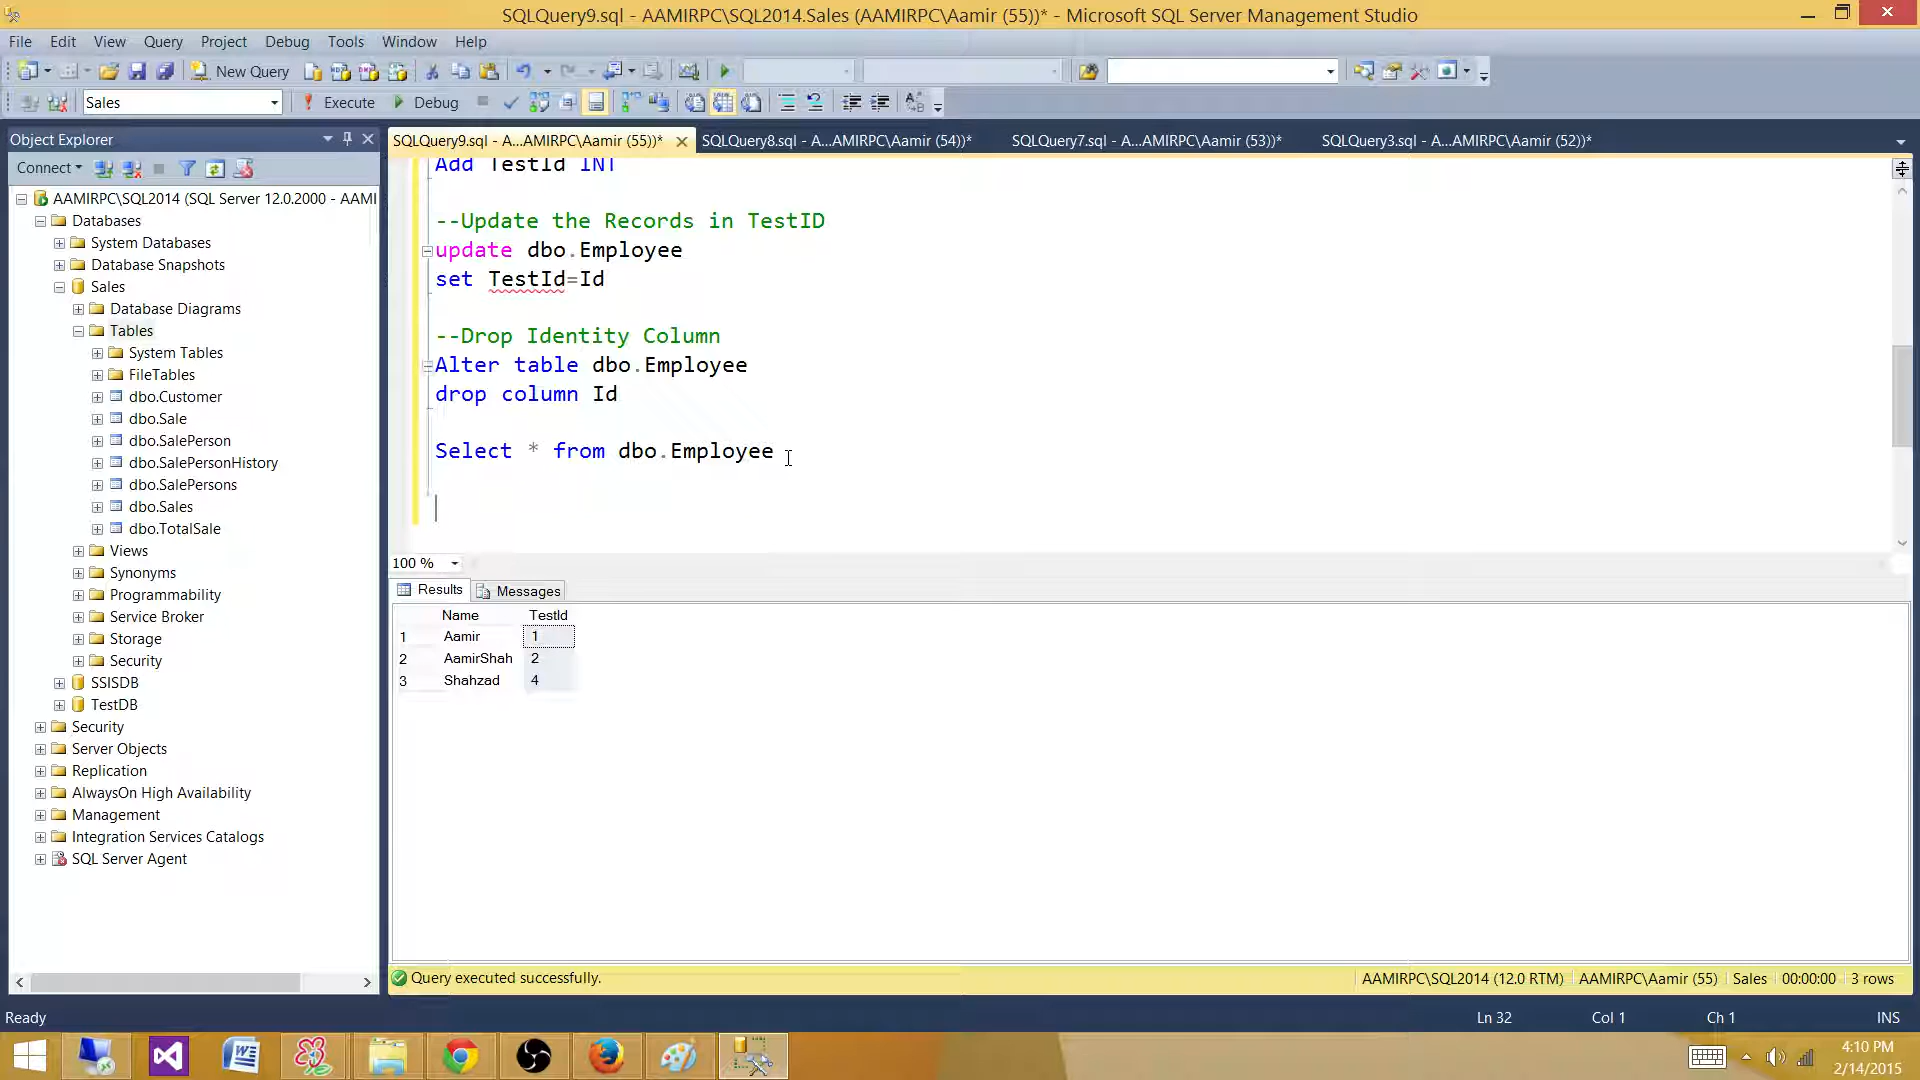 SQLQuery9.sql - AAMIRPC\SQL2014.Sales (AAMIRPC\Aamir (55))* - Microsoft SQL Server Management Studio
File Edit View Query Project Debug Tools Window Help
New Query
Sales Execute Debug
Object Explorer
SQLQuery9.sql - A...AMIRPC\Aamir (55))* SQLQuery8.sql - A...AMIRPC\Aamir (54))* SQLQuery7.sql - A...AMIRPC\Aamir (53))* SQLQuery3.sql - A...AMIRPC\Aamir (52))*
Connect
AAMIRPC\SQL2014 (SQL Server 12.0.2000 - AAMI
Databases
System Databases
Database Snapshots
Sales
Database Diagrams
Tables
System Tables
FileTables
dbo.Customer
dbo.Sale
dbo.SalePerson
dbo.SalePersonHistory
dbo.SalePersons
dbo.Sales
dbo.TotalSale
Views
Synonyms
Programmability
Service Broker
Storage
Security
SSISDB
TestDB
Security
Server Objects
Replication
AlwaysOn High Availability
Management
Integration Services Catalogs
SQL Server Agent
Add TestId INT
--Update the Records in TestID
update dbo.Employee
set TestId=Id
--Drop Identity Column
Alter table dbo.Employee
drop column Id
Select * from dbo.Employee
100 %
Results Messages
Name TestId
1 Aamir 1
2 AamirShah 2
3 Shahzad 4
Query executed successfully. AAMIRPC\SQL2014 (12.0 RTM) AAMIRPC\Aamir (55) Sales 00:00:00 3 rows
Ready Ln 32 Col 1 Ch 1 INS
4:10 PM
2/14/2015